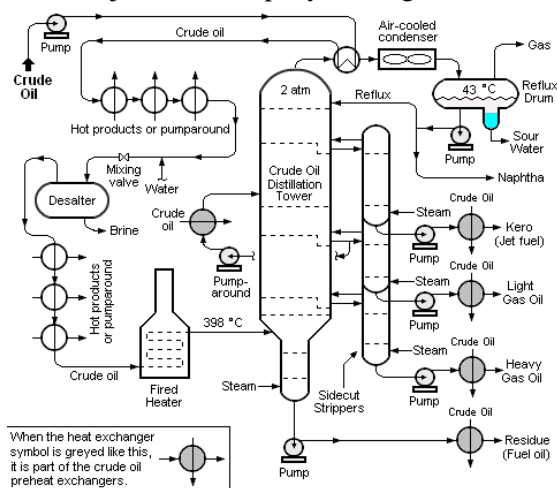 Pump
Crude
Oil
Crude oil
Air-cooled
condenser
Gas
43 °C
Reflux
Drum
Sour
Water
Pump
Naphtha
2 atm
Reflux
Hot products or pumparound
Mixing
valve
Water
Desalter
Brine
Crude
oil
Crude Oil
Distillation
Tower
Pump-
around
Steam
Pump
Crude Oil
Kero
(Jet fuel)
Steam
Pump
Crude Oil
Light
Gas Oil
Steam
Pump
Crude Oil
Heavy
Gas Oil
Hot products
or pumparound
Crude oil
398 °C
Fired
Heater
Steam
Sidecut
Strippers
Pump
Crude Oil
Residue
(Fuel oil)
When the heat exchanger
symbol is greyed like this,
it is part of the crude oil
preheat exchangers.